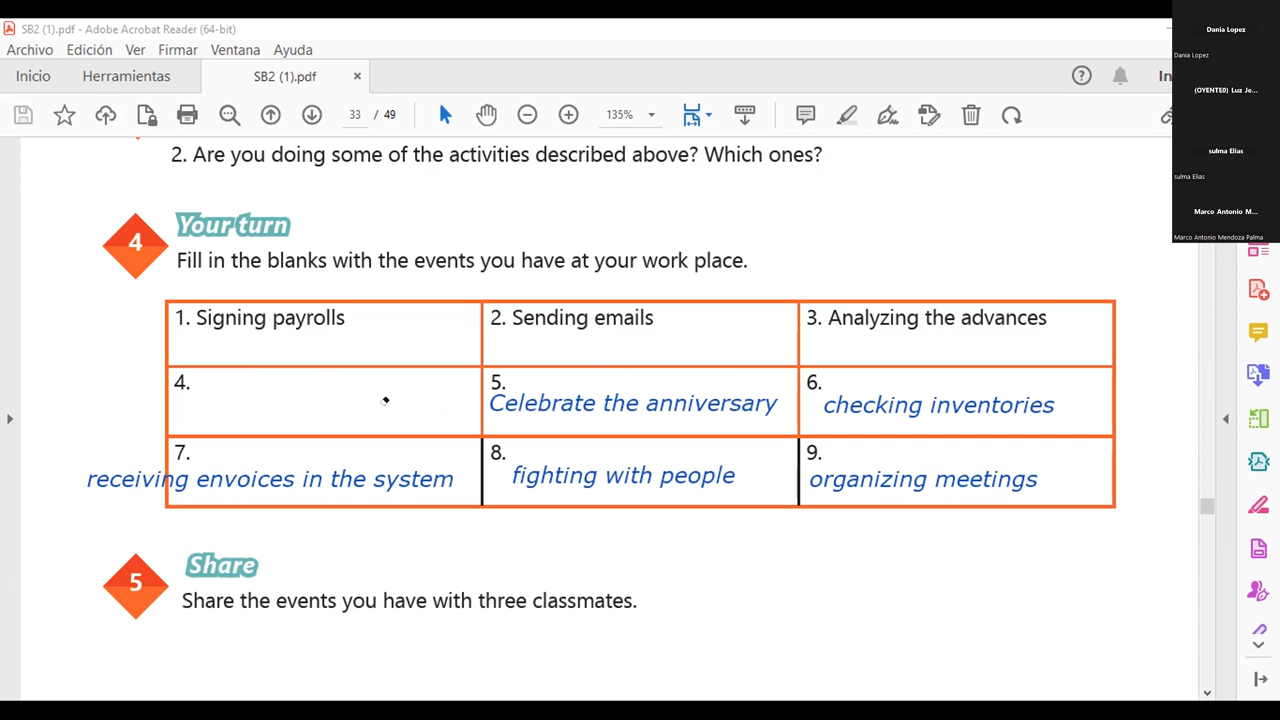 SB2 (1).pdf - Adobe Acrobat Reader (64-bit)
Archivo Edición Ver Firmar Ventana Ayuda
Inicio Herramientas SB2 (1).pdf × In
33 / 49 135%
2. Are you doing some of the activities described above? Which ones?
4 Your turn
Fill in the blanks with the events you have at your work place.
1. Signing payrolls 2. Sending emails 3. Analyzing the advances
4. 5. 6.
Celebrate the anniversary checking inventories
7. 8. 9.
receiving envoices in the system fighting with people organizing meetings
5 Share
Share the events you have with three classmates.
Dania Lopez
Dania Lopez
(OYENTE0) Luz Je...
sulma Elias
sulma Elias
Marco Antonio M...
Marco Antonio Mendoza Palma